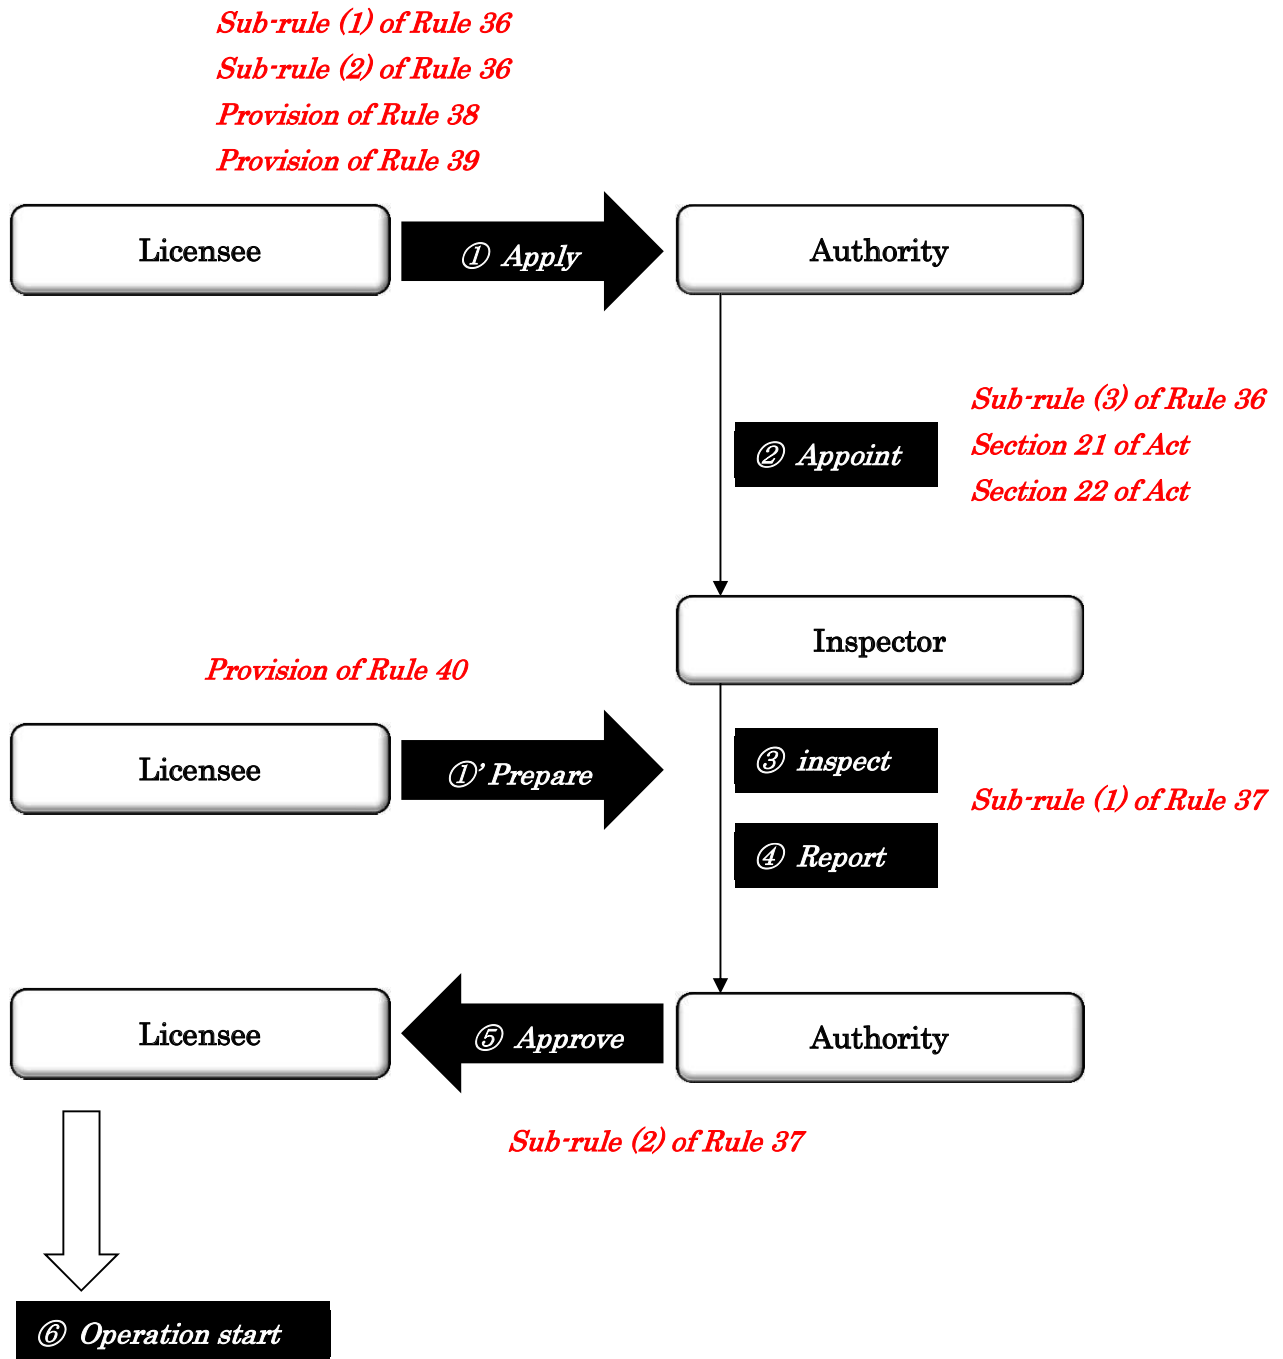 Sub-rule (1) of Rule 36
Sub-rule (2) of Rule 36
Provision of Rule 38
Provision of Rule 39
Licensee
① Apply
Authority
② Appoint
Sub-rule (3) of Rule 36
Section 21 of Act
Section 22 of Act
Inspector
Provision of Rule 40
Licensee
①’ Prepare
③ inspect
④ Report
Sub-rule (1) of Rule 37
Licensee
⑤ Approve
Authority
Sub-rule (2) of Rule 37
⑥ Operation start